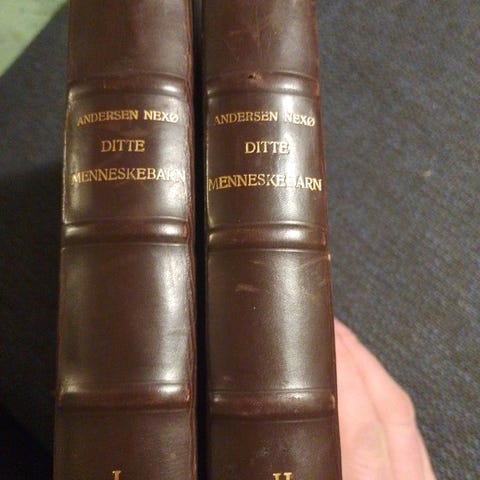 ANDERSEN NEXØ
DITTE
MENNESKEBARN
I
ANDERSEN NEXØ
DITTE
MENNESKEBARN
II